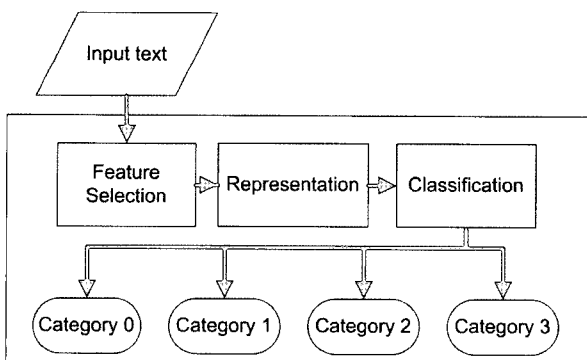 Input text
Feature
Selection
Representation
Classification
Category 0
Category 1
Category 2
Category 3